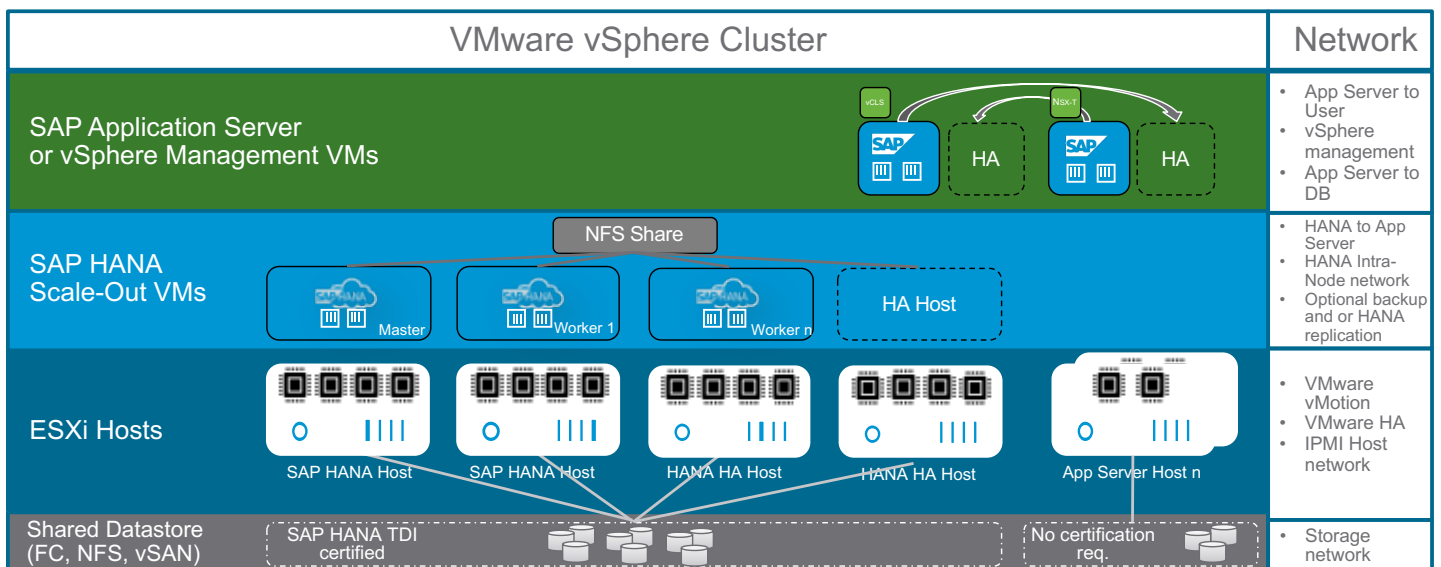 VMware vSphere Cluster
Network
SAP Application Server
or vSphere Management VMs
vCLS
NSX-T
SAP
HA
SAP
HA
• App Server to
User
• vSphere
management
• App Server to
DB
SAP HANA
Scale-Out VMs
NFS Share
SAP HANA
Master
SAP HANA
Worker 1
SAP HANA
Worker n
HA Host
• HANA to App
Server
• HANA Intra-
Node network
• Optional backup
and or HANA
replication
ESXi Hosts
SAP HANA Host
SAP HANA Host
HANA HA Host
HANA HA Host
App Server Host n
• VMware
vMotion
• VMware HA
• IPMI Host
network
Shared Datastore
(FC, NFS, vSAN)
SAP HANA TDI
certified
No certification
req.
• Storage
network